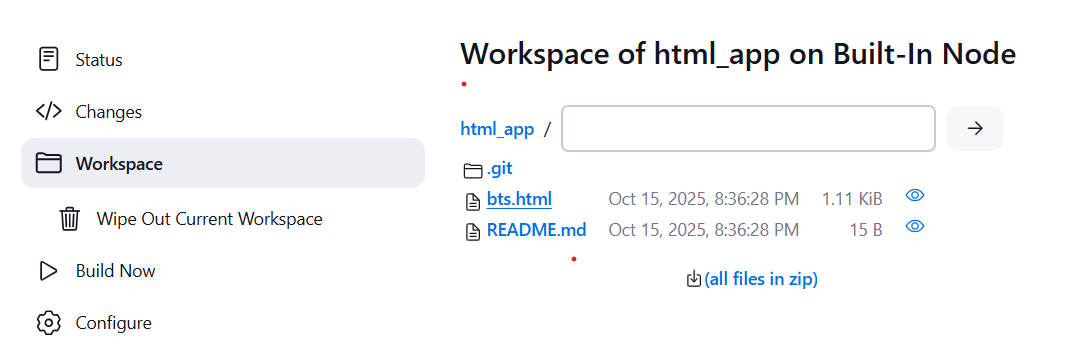 Status
Changes
Workspace
Wipe Out Current Workspace
Build Now
Configure
Workspace of html_app on Built-In Node
html_app /
.git
bts.html Oct 15, 2025, 8:36:28 PM 1.11 KiB
README.md Oct 15, 2025, 8:36:28 PM 15 B
(all files in zip)